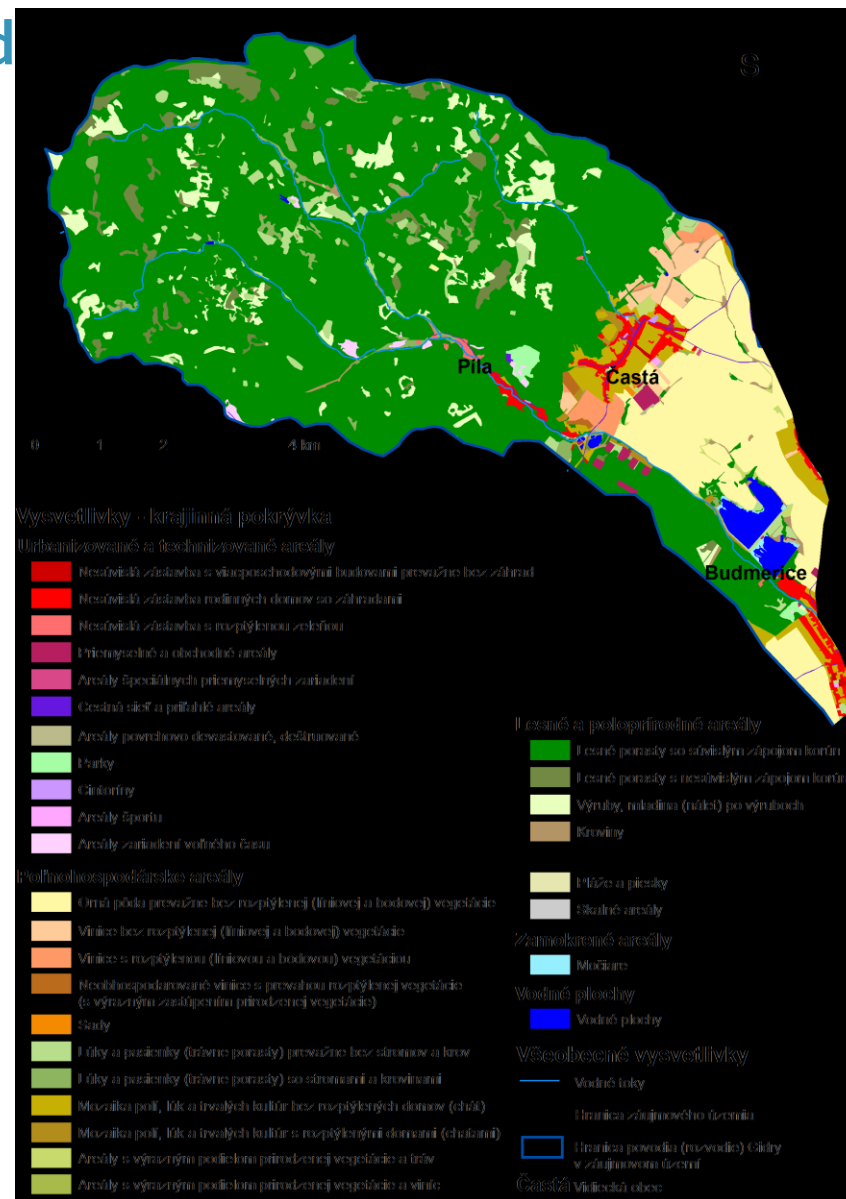 d
S
Píla
Častá
0 1 2 4 km
Budmerice
Vysvetlivky - krajinná pokrývka
Urbanizované a technizované areály
Nesúvislá zástavba s viacposchodovými budovami prevažne bez záhrad
Nesúvislá zástavba rodinných domov so záhradami
Nesúvislá zástavba s rozptýlenou zeleňou
Priemyselné a obchodné areály
Areály špeciálnych priemyselných zariadení
Cestná sieť a priľahlé areály
Areály povrchovo devastované, deštruované
Parky
Cintoríny
Areály športu
Areály zariadení voľného času
Poľnohospodárske areály
Orná pôda prevažne bez rozptýlenej (líniovej a bodovej) vegetácie
Vinice bez rozptýlenej (líniovej a bodovej) vegetácie
Vinice s rozptýlenou (líniovou a bodovou) vegetáciou
Neobhospodarované vinice s prevahou rozptýlenej vegetácie
(s výrazným zastúpením prirodzenej vegetácie)
Sady
Lúky a pasienky (trávne porasty) prevažne bez stromov a krov
Lúky a pasienky (trávne porasty) so stromami a krovinami
Mozaika polí, lúk a trvalých kultúr bez rozptýlených domov (chát)
Mozaika polí, lúk a trvalých kultúr s rozptýlenými domami (chatami)
Areály s výrazným podielom prirodzenej vegetácie a tráv
Areály s výrazným podielom prirodzenej vegetácie a viníc
Lesné a poloprírodné areály
Lesné porasty so súvislým zápojom korún
Lesné porasty s nesúvislým zápojom korún
Výruby, mladina (nálet) po výruboch
Kroviny
Pláže a piesky
Skalné areály
Zamokrené areály
Močiare
Vodné plochy
Vodné plochy
Všeobecné vysvetlivky
Vodné toky
Hranica záujmového územia
Hranica povodia (rozvodie) Gidry
v záujmovom území
Častá Vidiecka obec